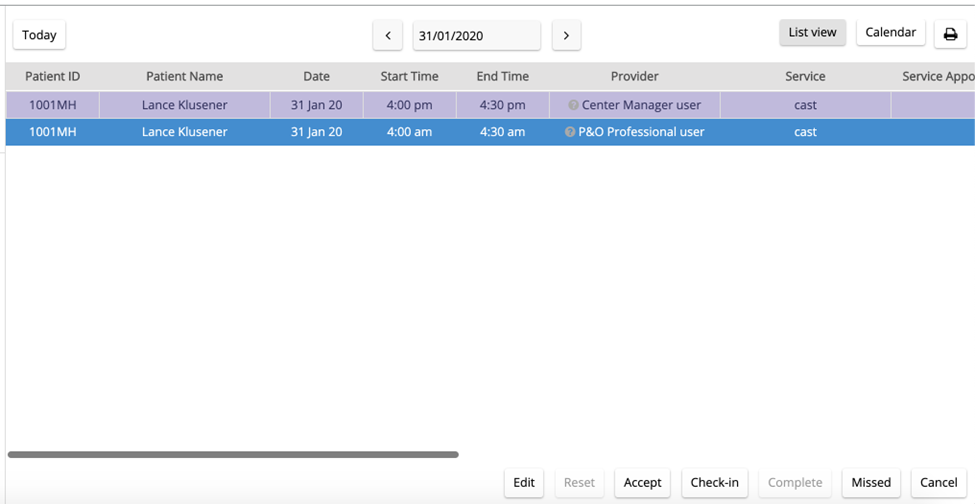 Today < 31/01/2020 > List view Calendar
Patient ID Patient Name Date Start Time End Time Provider Service Service Appo
1001MH Lance Klusener 31 Jan 20 4:00 pm 4:30 pm ? Center Manager user cast
1001MH Lance Klusener 31 Jan 20 4:00 am 4:30 am ? P&O Professional user cast
Edit Reset Accept Check-in Complete Missed Cancel